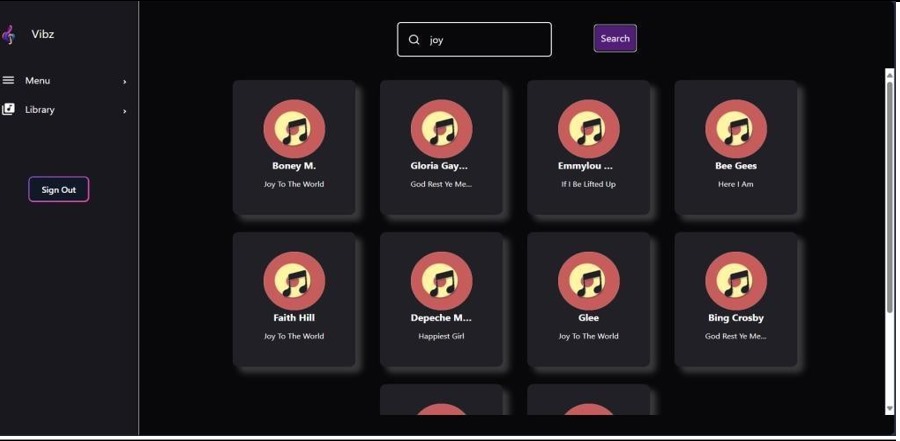 Vibz
Menu
Library
Sign Out
joy
Search
Boney M.
Joy To The World
Gloria Gay...
God Rest Ye Me...
Emmylou ...
If I Be Lifted Up
Bee Gees
Here I Am
Faith Hill
Joy To The World
Depeche M...
Happiest Girl
Glee
Joy To The World
Bing Crosby
God Rest Ye Me...